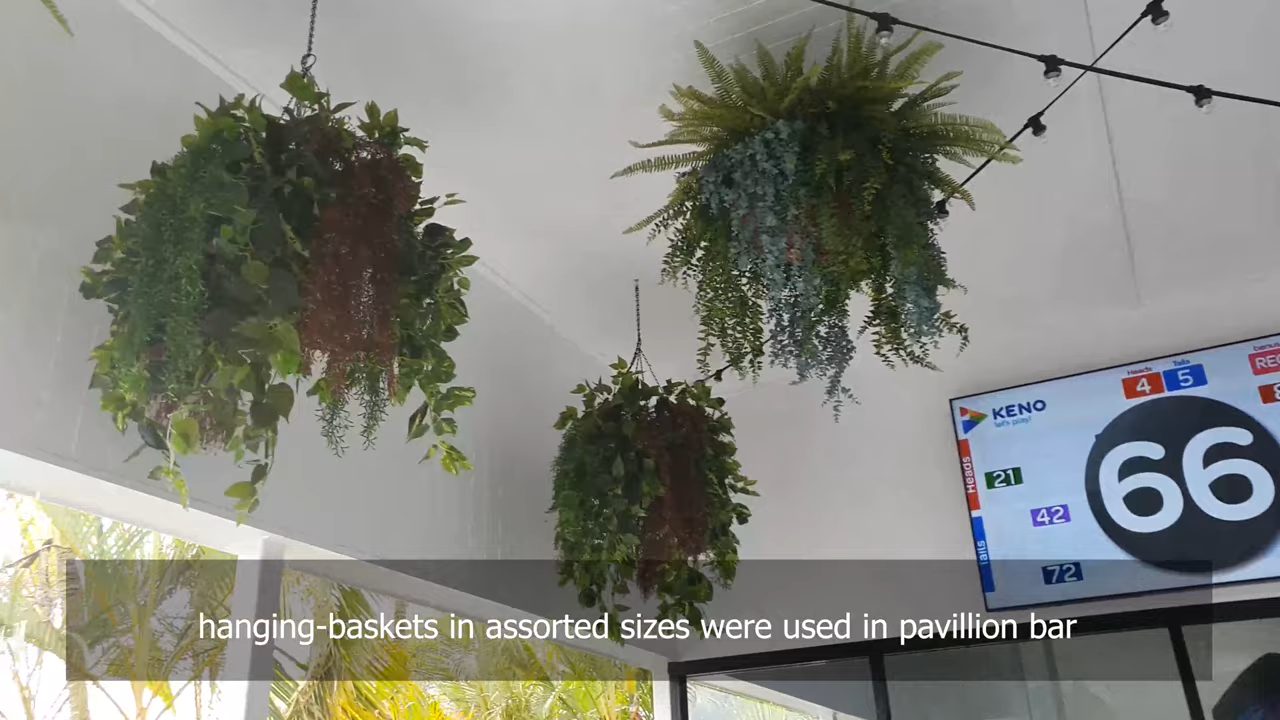 Heads Tails
4 5
KENO
let's play!
66
Heads
21
42
Tails
72
hanging-baskets in assorted sizes were used in pavillion bar